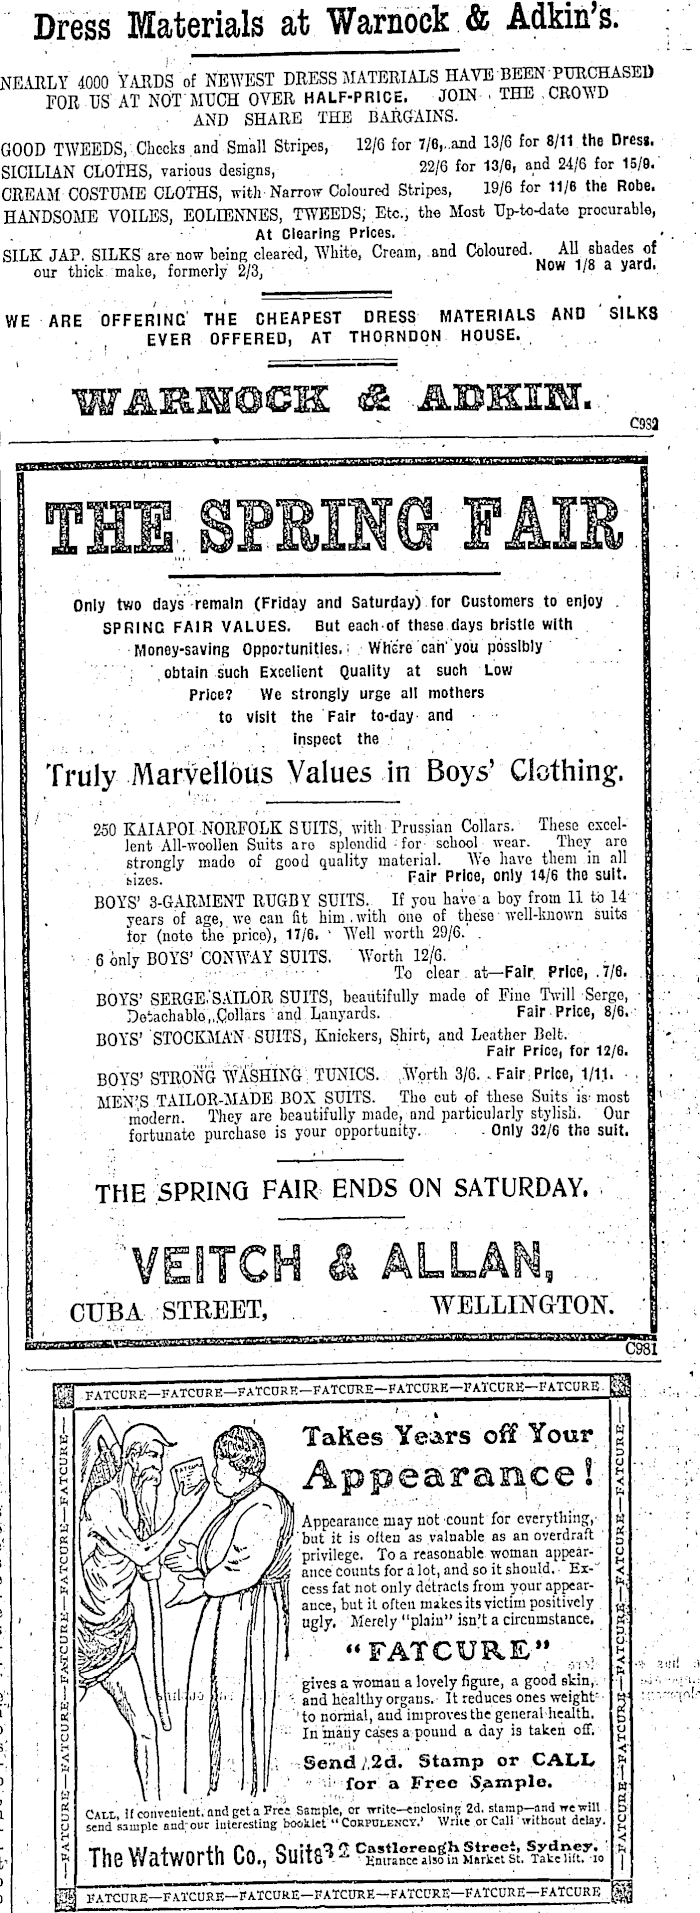 Dress Materials at Warnock & Adkin's.
NEARLY 4000 YARDS of NEWEST DRESS MATERIALS HAVE BEEN PURCHASED
FOR US AT NOT MUCH OVER HALF-PRICE. JOIN THE CROWD
AND SHARE THE BARGAINS.
GOOD TWEEDS, Checks and Small Stripes, 12/6 for 7/6, and 13/6 for 8/11 the Dress.
SICILIAN CLOTHS, various designs, 22/6 for 13/6, and 24/6 for 15/9.
CREAM COSTUME CLOTHS, with Narrow Coloured Stripes, 19/6 for 11/6 the Robe.
HANDSOME VOILES, EOLIENNES, TWEEDS, Etc., the Most Up-to-date procurable,
At Clearing Prices.
SILK JAP. SILKS are now being cleared, White, Cream, and Coloured. All shades of
our thick make, formerly 2/3, Now 1/8 a yard.
WE ARE OFFERING THE CHEAPEST DRESS MATERIALS AND SILKS
EVER OFFERED, AT THORNDON HOUSE.
WARNOCK & ADKIN.
C982
THE SPRING FAIR
Only two days remain (Friday and Saturday) for Customers to enjoy
SPRING FAIR VALUES. But each of these days bristle with
Money-saving Opportunities. Where can you possibly
obtain such Excellent Quality at such Low
Price? We strongly urge all mothers
to visit the Fair to-day and
inspect the
Truly Marvellous Values in Boys' Clothing.
250 KAIAPOI NORFOLK SUITS, with Prussian Collars. These excel-
lent All-woollen Suits are splendid for school wear. They are
strongly made of good quality material. We have them in all
sizes. Fair Price, only 14/6 the suit.
BOYS' 3-GARMENT RUGBY SUITS. If you have a boy from 11 to 14
years of age, we can fit him with one of these well-known suits
for (note the price), 17/6. Well worth 29/6.
6 only BOYS' CONWAY SUITS. Worth 12/6.
To clear at—Fair Price, 7/6.
BOYS' SERGE SAILOR SUITS, beautifully made of Fine Twill Serge,
Detachable Collars and Lanyards. Fair Price, 8/6.
BOYS' STOCKMAN SUITS, Knickers, Shirt, and Leather Belt.
Fair Price, for 12/6.
BOYS' STRONG WASHING TUNICS. Worth 3/6. Fair Price, 1/11.
MEN'S TAILOR-MADE BOX SUITS. The cut of these Suits is most
modern. They are beautifully made, and particularly stylish. Our
fortunate purchase is your opportunity. Only 32/6 the suit.
THE SPRING FAIR ENDS ON SATURDAY.
VEITCH & ALLAN,
CUBA STREET, WELLINGTON.
C981
FATCURE—FATCURE—FATCURE—FATCURE—FATCURE—FATCURE—FATCURE
FATCURE—FATCURE—FATCURE—FATCURE—FATCURE—FATCURE—
Takes Years off Your
Appearance!
Appearance may not count for everything,
but it is often as valuable as an overdraft
privilege. To a reasonable woman appear-
ance counts for a lot, and so it should. Ex-
cess fat not only detracts from your appear-
ance, but it often makes its victim positively
ugly. Merely "plain" isn't a circumstance.
"FATCURE"
gives a woman a lovely figure, a good skin,
and healthy organs. It reduces ones weight
to normal, and improves the general health.
In many cases a pound a day is taken off.
Send 2d. Stamp or CALL
for a Free Sample.
CALL, if convenient, and get a Free Sample, or write—enclosing 2d. stamp—and we will
send sample and our interesting booklet "CORPULENCY." Write or Call without delay.
The Watworth Co., Suite Castlereagh Street, Sydney.
Entrance also in Market St. Take lift. 10
FATCURE—FATCURE—FATCURE—FATCURE—FATCURE—FATCURE—
FATCURE—FATCURE—FATCURE—FATCURE—FATCURE—FATCURE—FATCURE